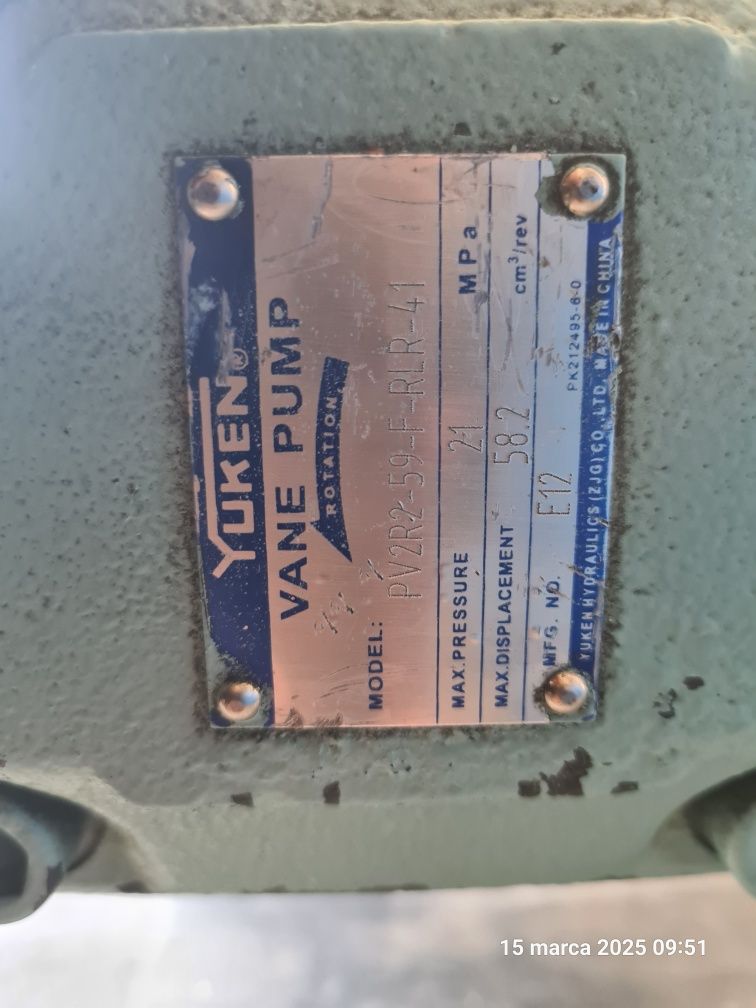 YUKEN®
VANE PUMP
ROTATION
MODEL: PV2R2-59-F-RLR-41
MAX.PRESSURE 21 MPa
MAX.DISPLACEMENT 58.2 cm³/rev
MFG. NO. E12
PK212495-6-0
YUKEN HYDRAULICS (ZJG) CO.,LTD. MADE IN CHINA
15 marca 2025 09:51